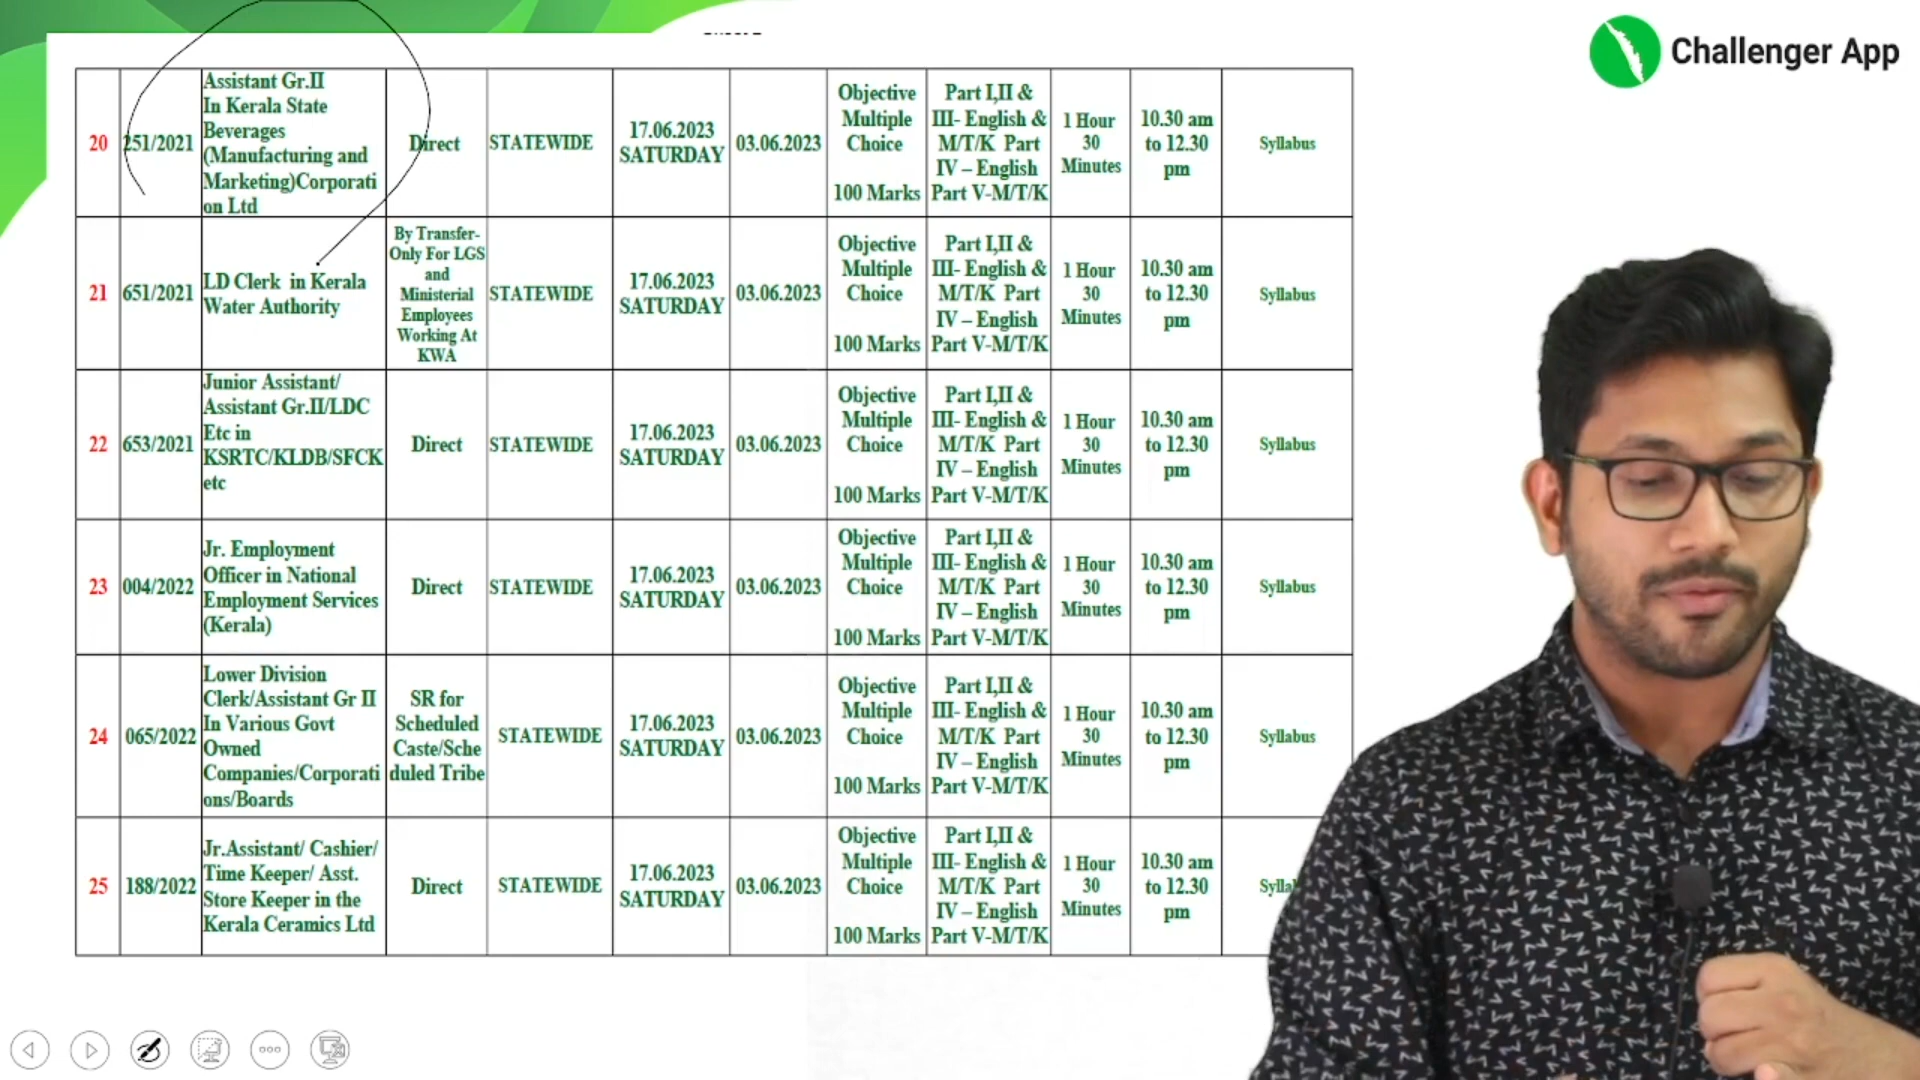 Challenger App
20
251/2021
Assistant Gr.II
In Kerala State
Beverages
(Manufacturing and
Marketing)Corporati
on Ltd
Direct
STATEWIDE
17.06.2023
SATURDAY
03.06.2023
Objective
Multiple
Choice
100 Marks
Part I,II &
III- English &
M/T/K Part
IV – English
Part V-M/T/K
1 Hour
30
Minutes
10.30 am
to 12.30
pm
Syllabus
21
651/2021
LD Clerk in Kerala
Water Authority
By Transfer-
Only For LGS
and
Ministerial
Employees
Working At
KWA
STATEWIDE
17.06.2023
SATURDAY
03.06.2023
Objective
Multiple
Choice
100 Marks
Part I,II &
III- English &
M/T/K Part
IV – English
Part V-M/T/K
1 Hour
30
Minutes
10.30 am
to 12.30
pm
Syllabus
22
653/2021
Junior Assistant/
Assistant Gr.II/LDC
Etc in
KSRTC/KLDB/SFCK
etc
Direct
STATEWIDE
17.06.2023
SATURDAY
03.06.2023
Objective
Multiple
Choice
100 Marks
Part I,II &
III- English &
M/T/K Part
IV – English
Part V-M/T/K
1 Hour
30
Minutes
10.30 am
to 12.30
pm
Syllabus
23
004/2022
Jr. Employment
Officer in National
Employment Services
(Kerala)
Direct
STATEWIDE
17.06.2023
SATURDAY
03.06.2023
Objective
Multiple
Choice
100 Marks
Part I,II &
III- English &
M/T/K Part
IV – English
Part V-M/T/K
1 Hour
30
Minutes
10.30 am
to 12.30
pm
Syllabus
24
065/2022
Lower Division
Clerk/Assistant Gr II
In Various Govt
Owned
Companies/Corporati
ons/Boards
SR for
Scheduled
Caste/Sche
duled Tribe
STATEWIDE
17.06.2023
SATURDAY
03.06.2023
Objective
Multiple
Choice
100 Marks
Part I,II &
III- English &
M/T/K Part
IV – English
Part V-M/T/K
1 Hour
30
Minutes
10.30 am
to 12.30
pm
Syllabus
25
188/2022
Jr.Assistant/ Cashier/
Time Keeper/ Asst.
Store Keeper in the
Kerala Ceramics Ltd
Direct
STATEWIDE
17.06.2023
SATURDAY
03.06.2023
Objective
Multiple
Choice
100 Marks
Part I,II &
III- English &
M/T/K Part
IV – English
Part V-M/T/K
1 Hour
30
Minutes
10.30 am
to 12.30
pm